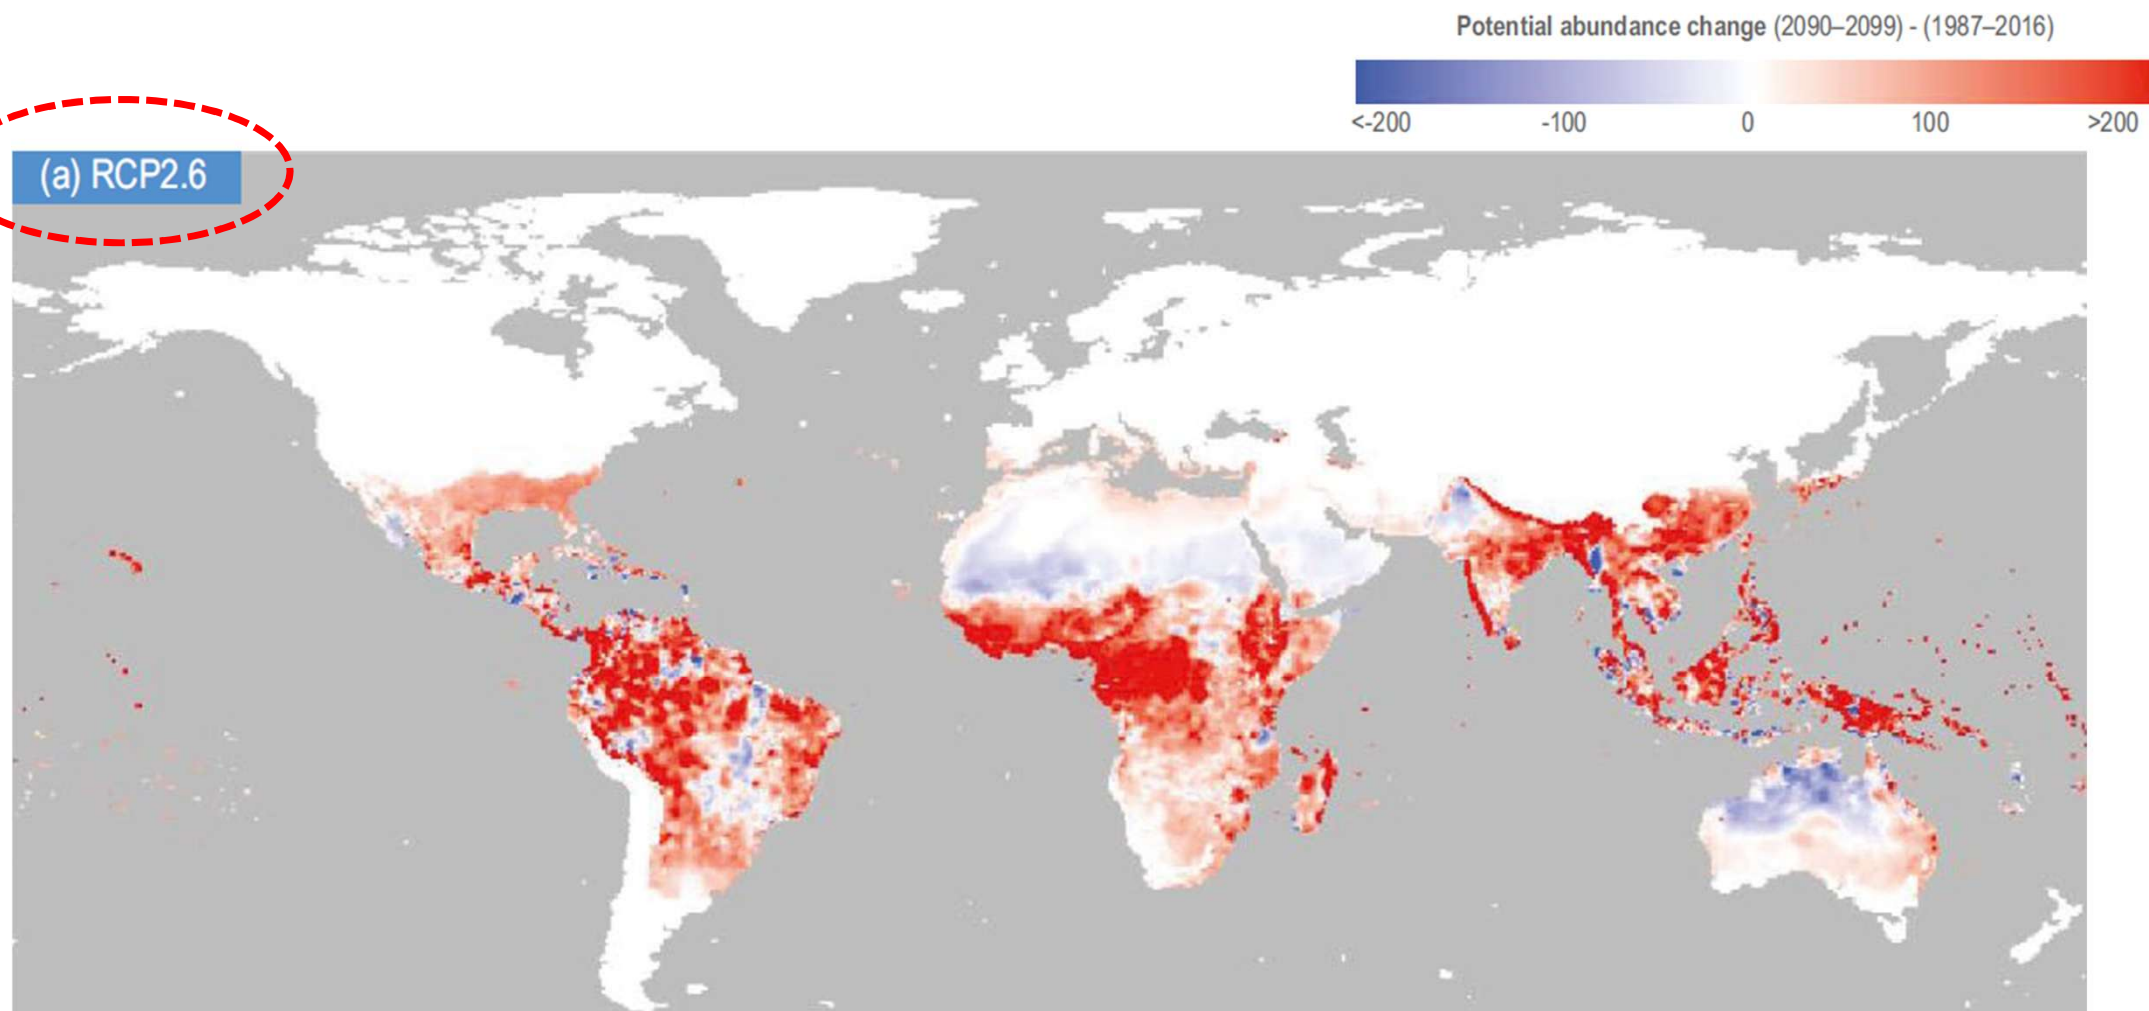 Potential abundance change (2090–2099) - (1987–2016)
<-200 -100 0 100 >200
(a) RCP2.6